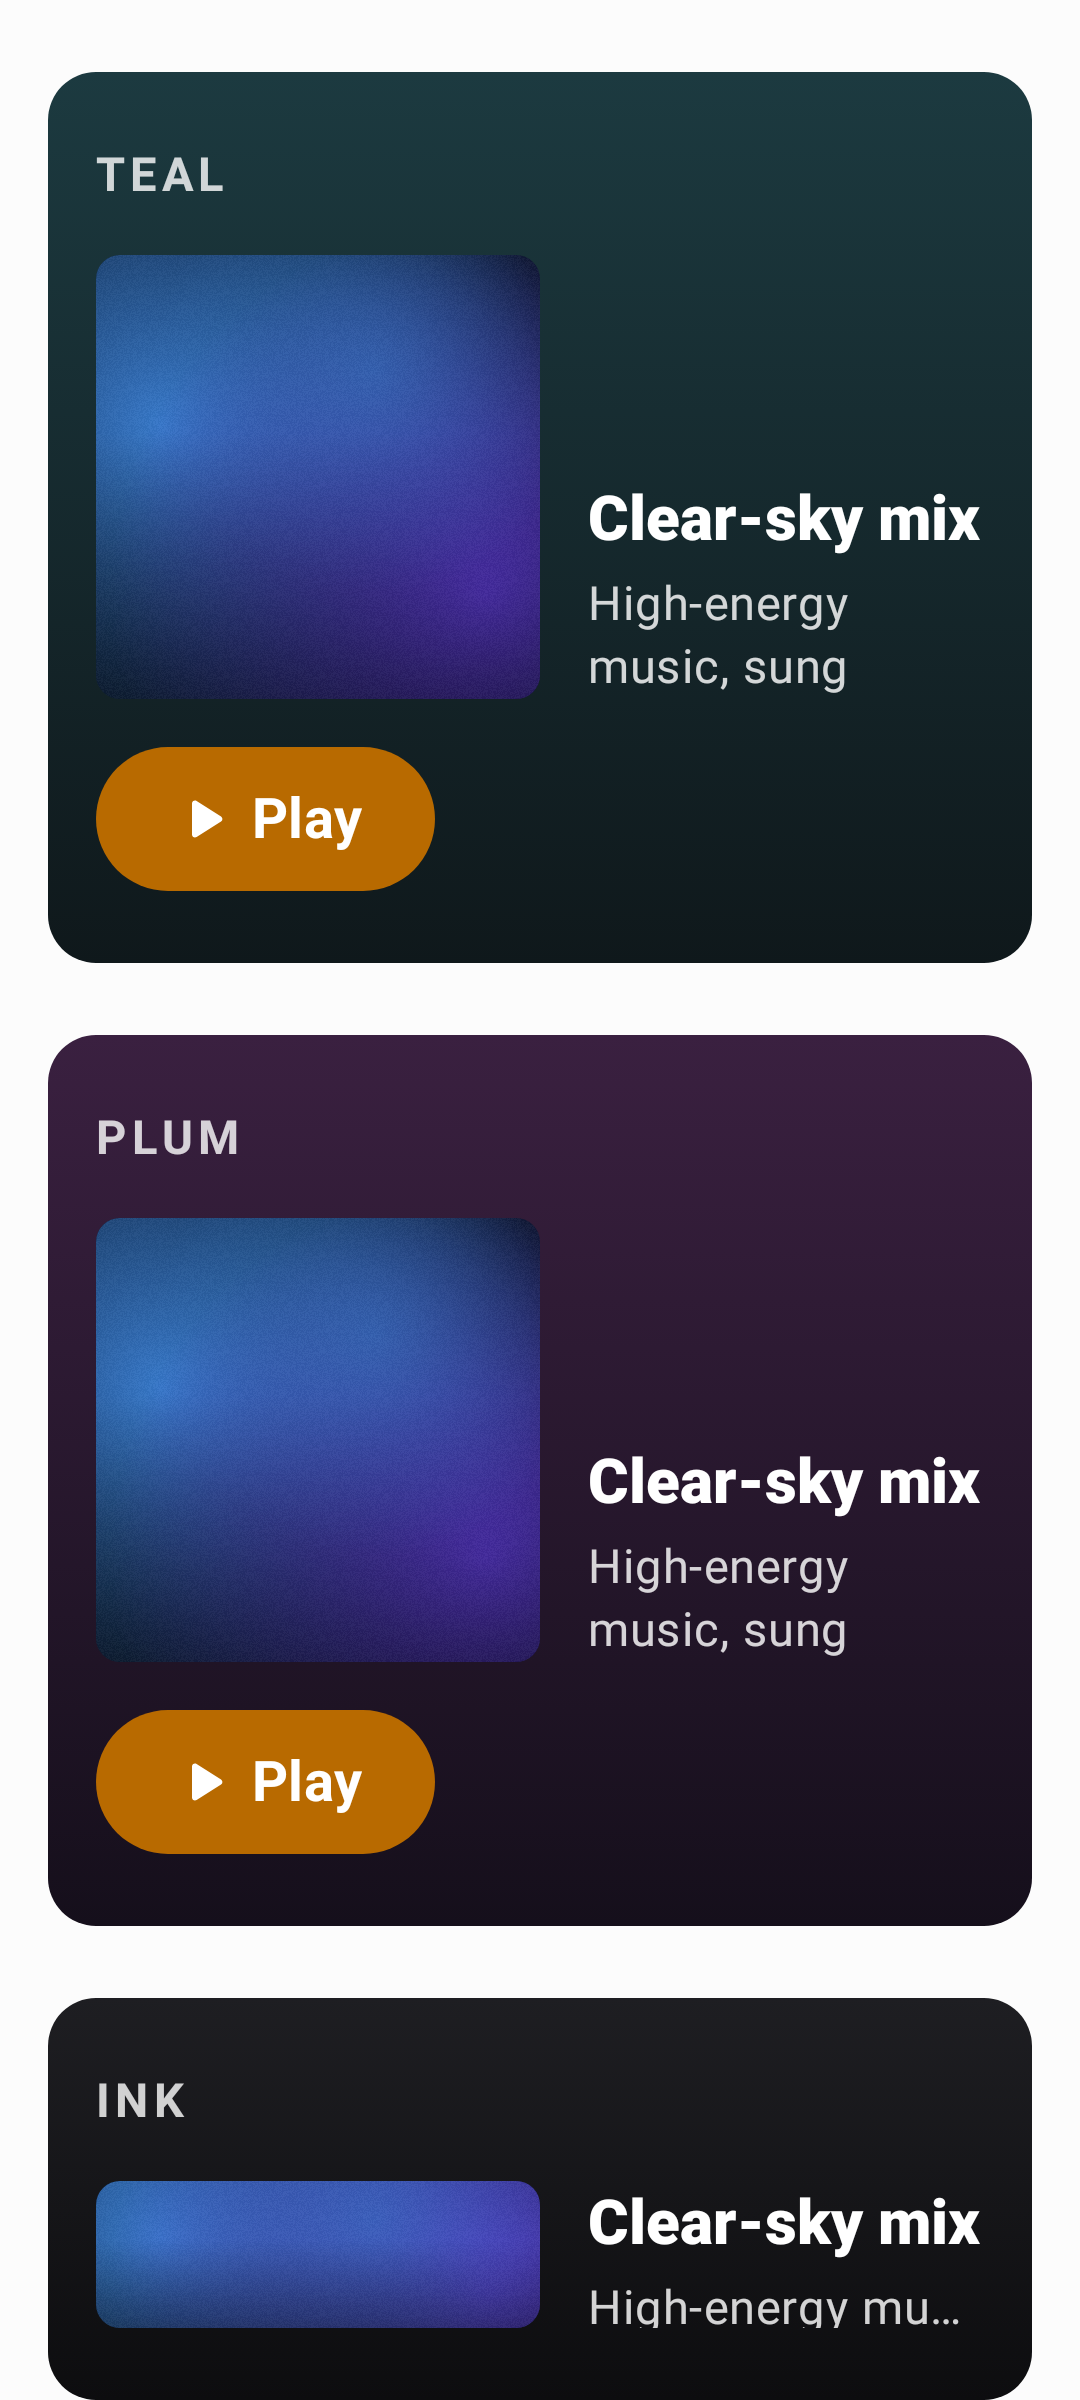 TEAL
Clear-sky mix
High-energy
music, sung
Play
PLUM
Clear-sky mix
High-energy
music, sung
Play
INK
Clear-sky mix
High-energy mu…